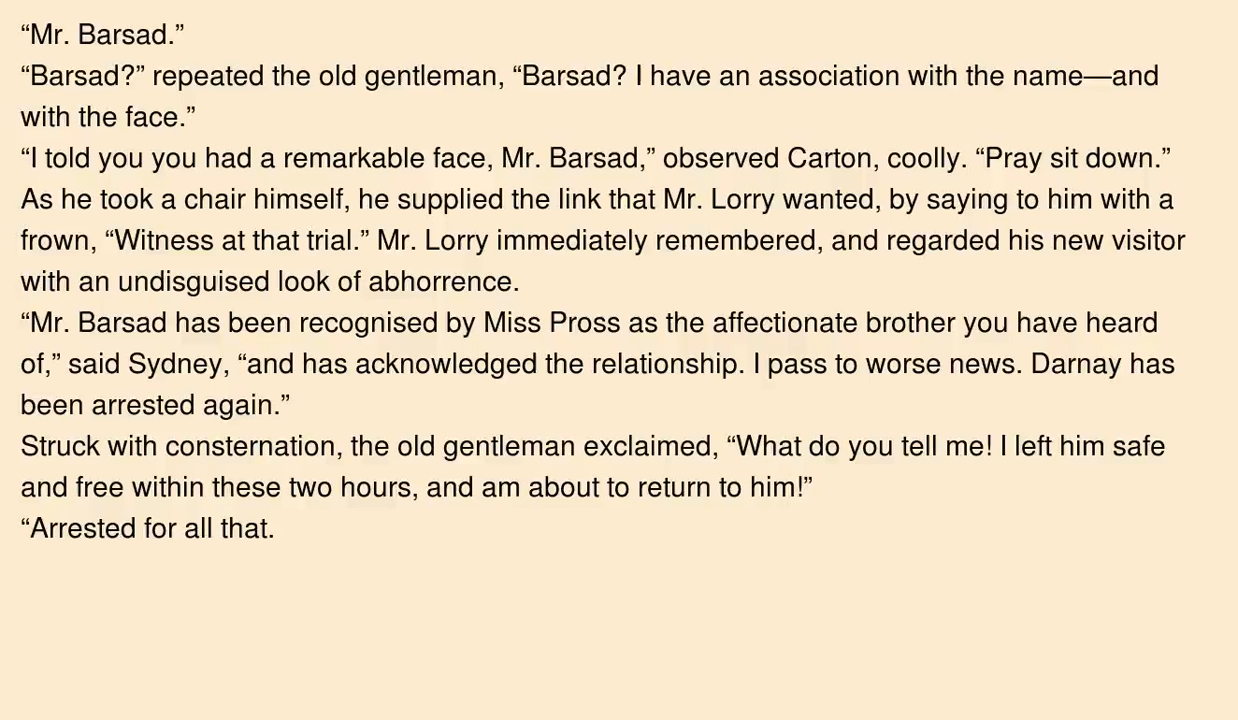 “Mr. Barsad.”
“Barsad?” repeated the old gentleman, “Barsad? I have an association with the name—and
with the face.”
“I told you you had a remarkable face, Mr. Barsad,” observed Carton, coolly. “Pray sit down.”
As he took a chair himself, he supplied the link that Mr. Lorry wanted, by saying to him with a
frown, “Witness at that trial.” Mr. Lorry immediately remembered, and regarded his new visitor
with an undisguised look of abhorrence.
“Mr. Barsad has been recognised by Miss Pross as the affectionate brother you have heard
of,” said Sydney, “and has acknowledged the relationship. I pass to worse news. Darnay has
been arrested again.”
Struck with consternation, the old gentleman exclaimed, “What do you tell me! I left him safe
and free within these two hours, and am about to return to him!”
“Arrested for all that.